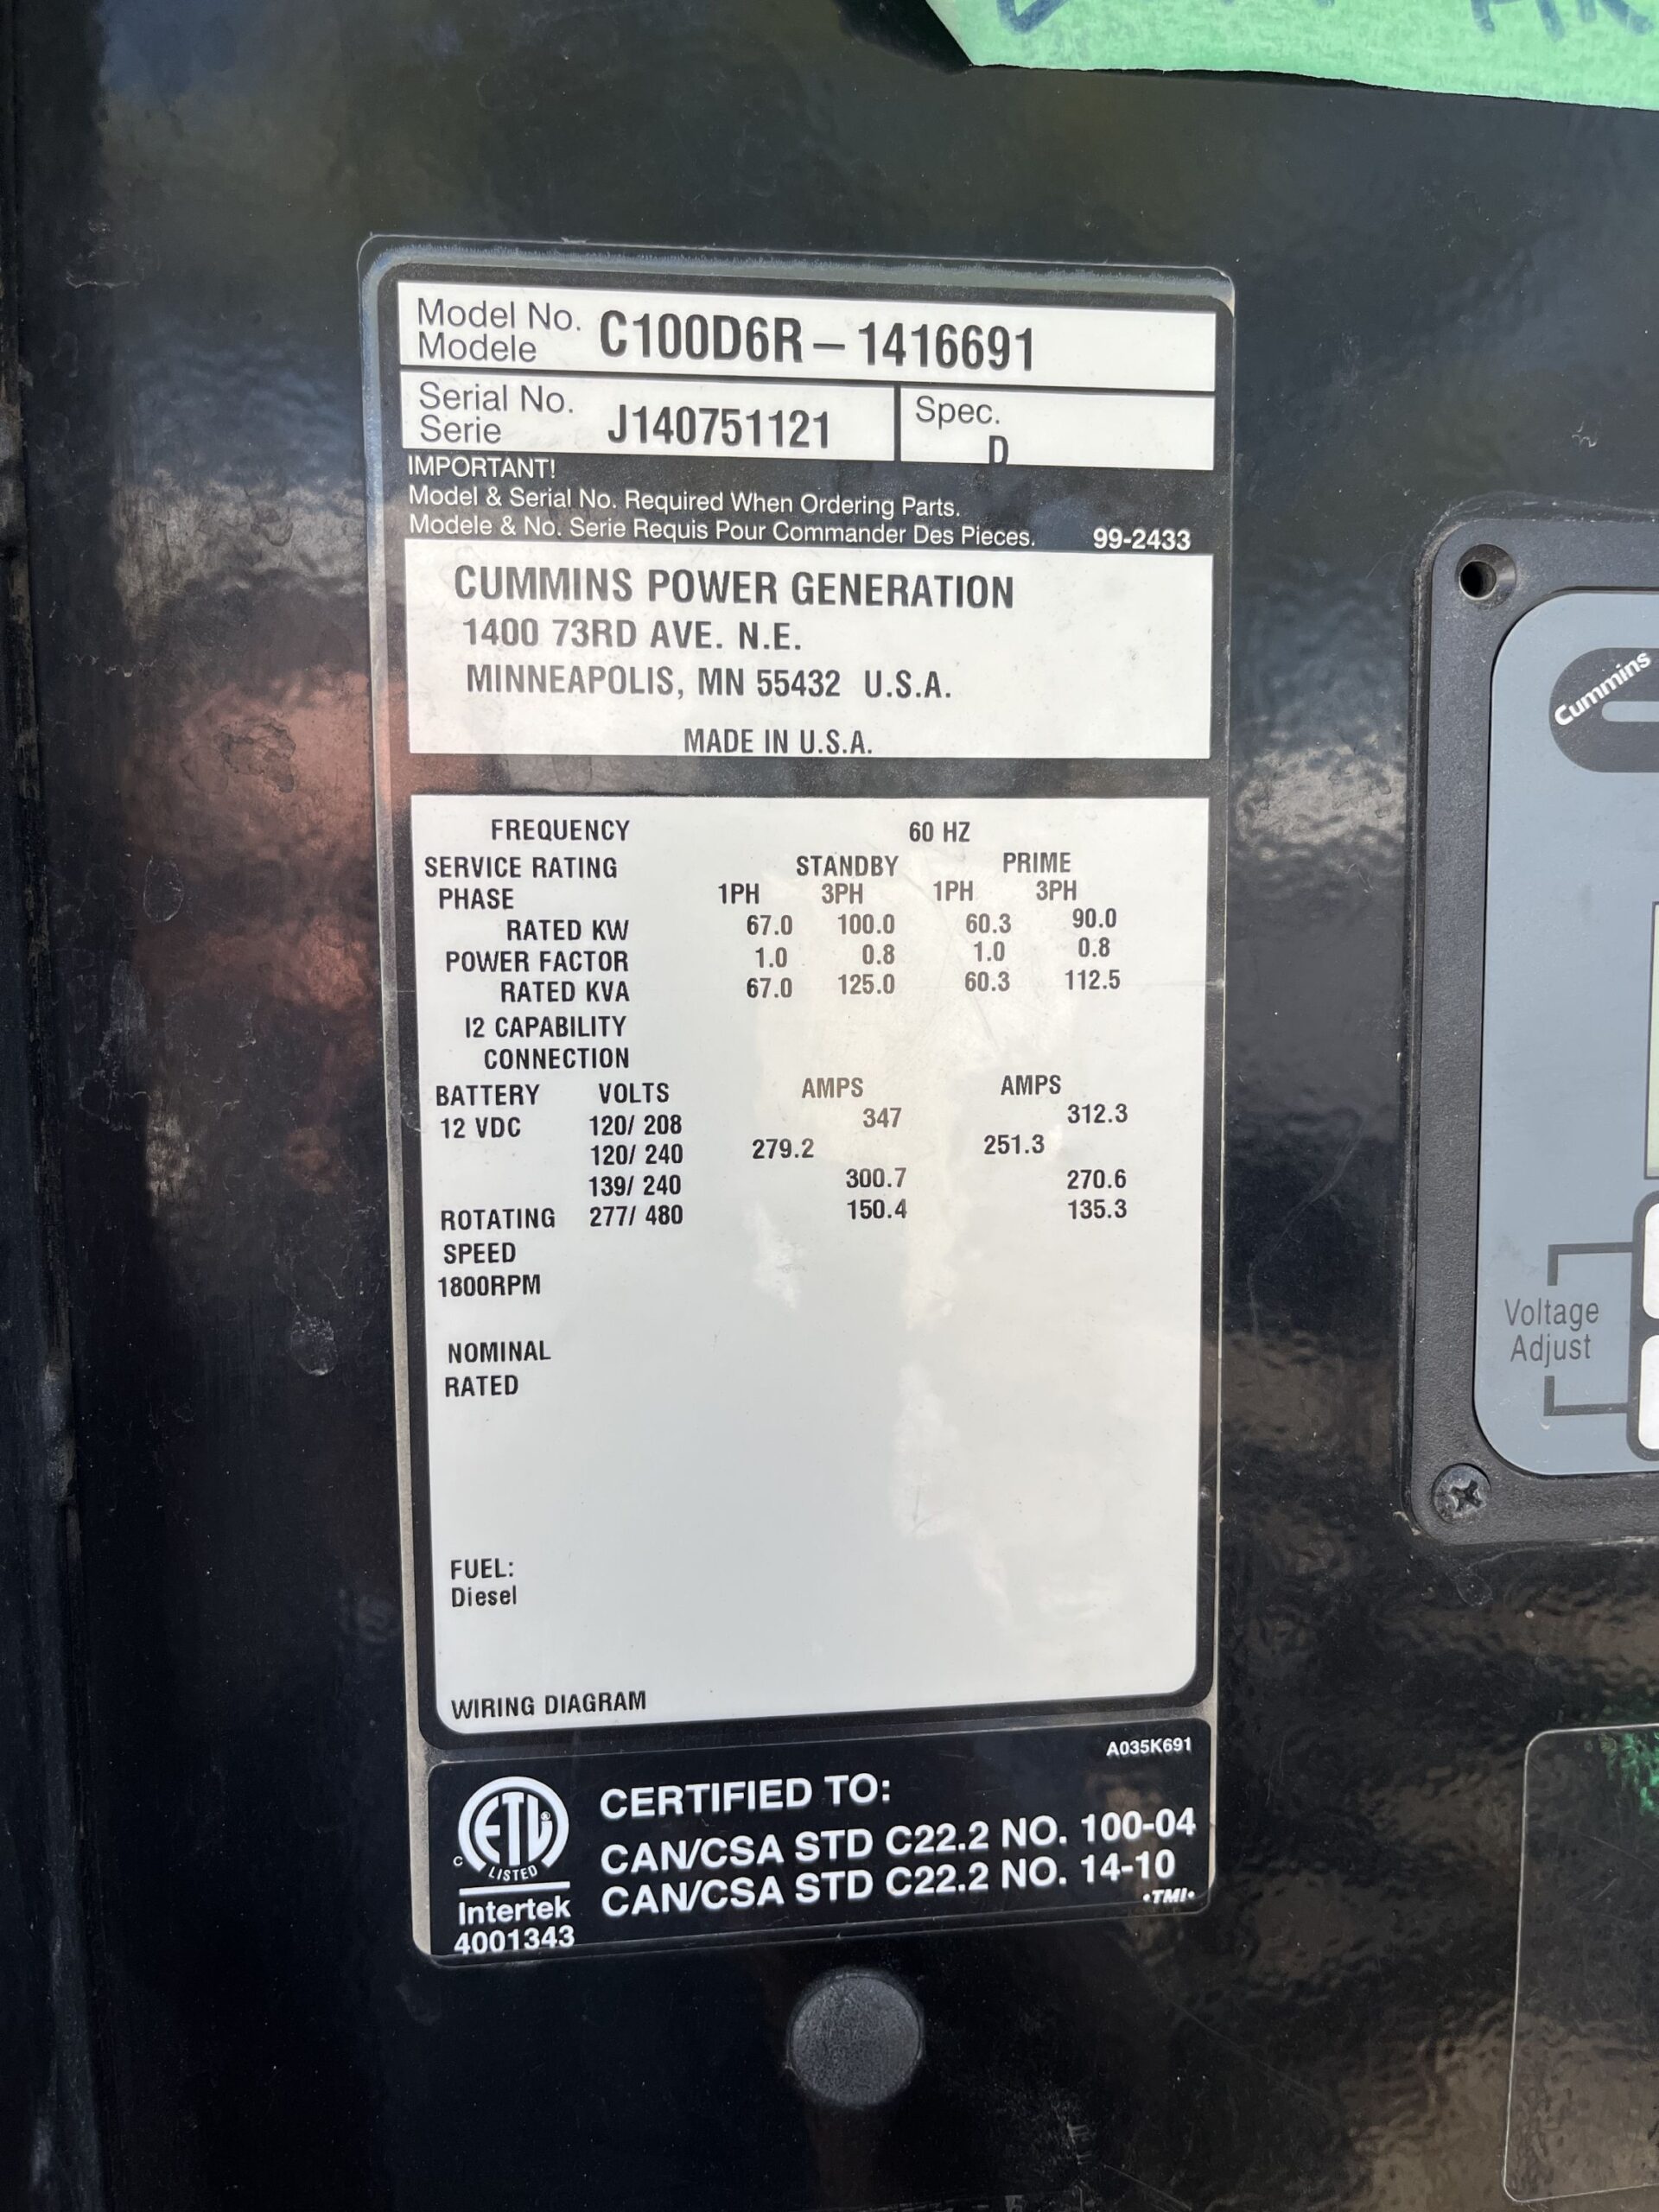 Model No. C100D6R – 1416691
Modele
Serial No. J140751121
Serie
Spec.
D
IMPORTANT!
Model & Serial No. Required When Ordering Parts.
Modele & No. Serie Requis Pour Commander Des Pieces. 99-2433
CUMMINS POWER GENERATION
1400 73RD AVE. N.E.
MINNEAPOLIS, MN 55432 U.S.A.
MADE IN U.S.A.
FREQUENCY 60 HZ
SERVICE RATING STANDBY PRIME
PHASE 1PH 3PH 1PH 3PH
RATED KW 67.0 100.0 60.3 90.0
POWER FACTOR 1.0 0.8 1.0 0.8
RATED KVA 67.0 125.0 60.3 112.5
I2 CAPABILITY
CONNECTION
BATTERY VOLTS AMPS AMPS
12 VDC 120/ 208 347 312.3
120/ 240 279.2 251.3
139/ 240 300.7 270.6
ROTATING 277/ 480 150.4 135.3
SPEED
1800RPM
NOMINAL
RATED
FUEL:
Diesel
WIRING DIAGRAM
A035K691
ETL ®
C LISTED
Intertek
4001343
CERTIFIED TO:
CAN/CSA STD C22.2 NO. 100-04
CAN/CSA STD C22.2 NO. 14-10
•TMI•
Cummins
Voltage
Adjust